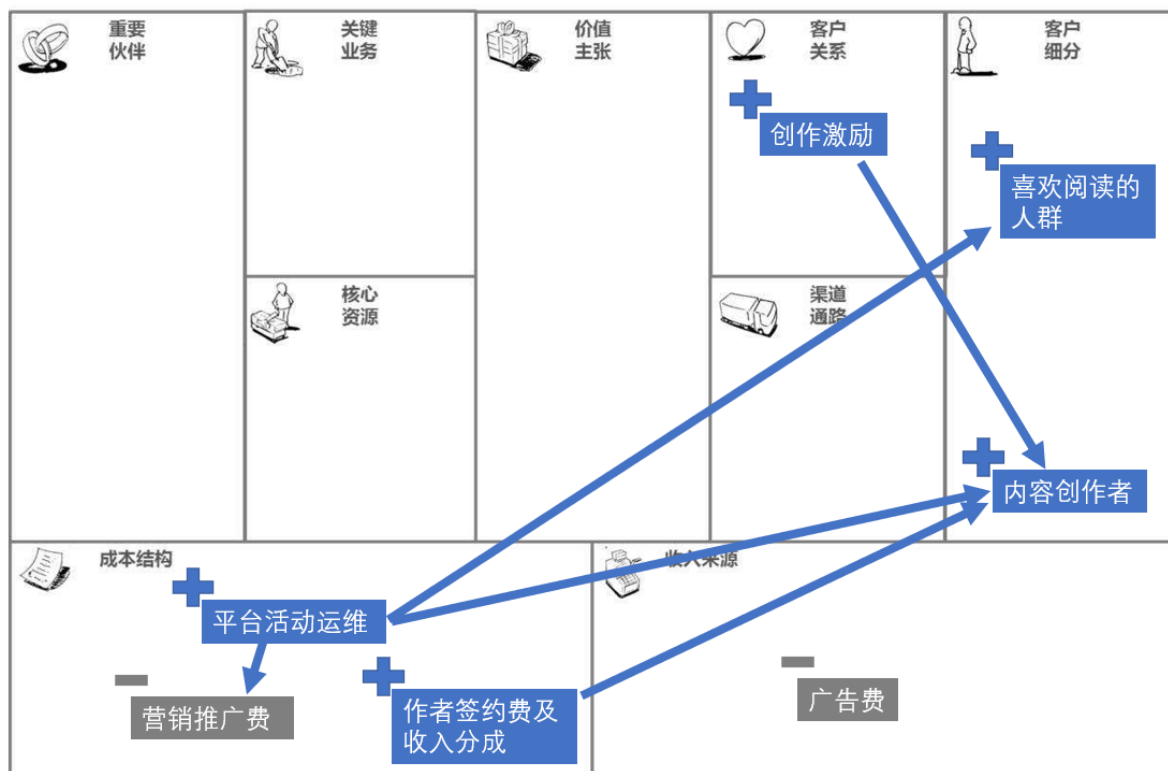 重要
伙伴
关键
业务
价值
主张
客户
关系
客户
细分
创作激励
喜欢阅读的
人群
核心
资源
渠道
通路
内容创作者
成本结构
收入来源
平台活动运维
营销推广费
作者签约费及
收入分成
广告费